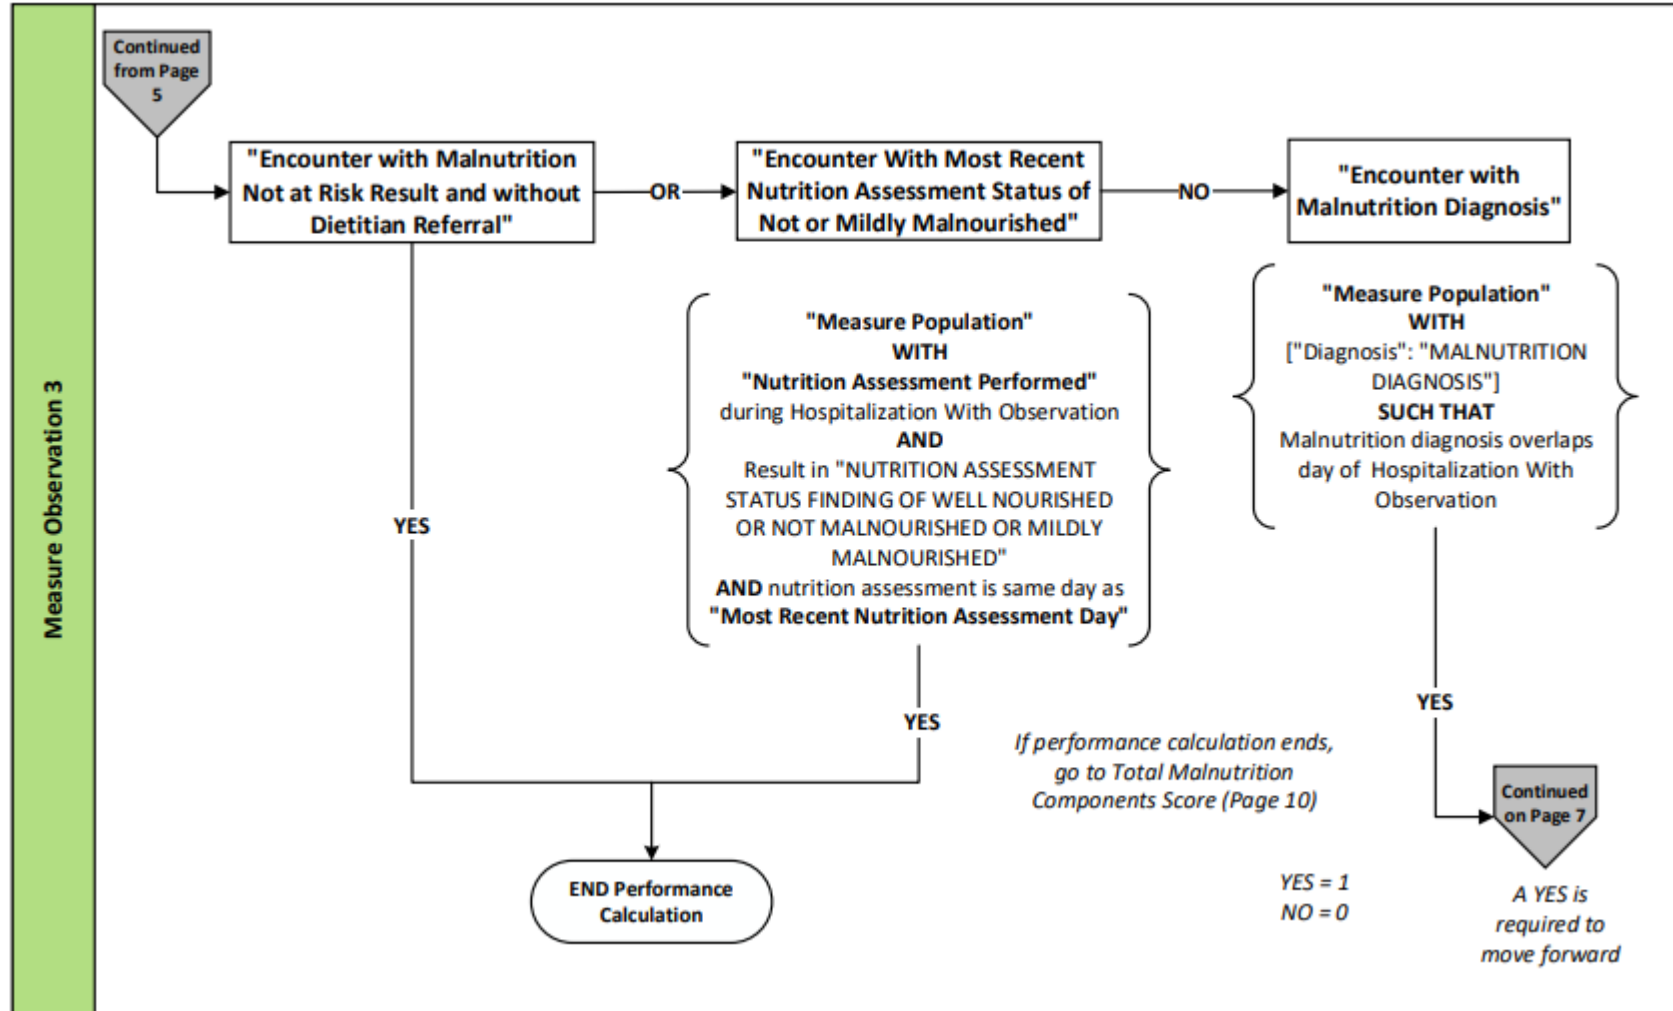 Measure Observation 3
Continued
from Page
5
"Encounter with Malnutrition
Not at Risk Result and without
Dietitian Referral"
OR
"Encounter With Most Recent
Nutrition Assessment Status of
Not or Mildly Malnourished"
NO
"Encounter with
Malnutrition Diagnosis"
"Measure Population"
WITH
"Nutrition Assessment Performed"
during Hospitalization With Observation
AND
Result in "NUTRITION ASSESSMENT
STATUS FINDING OF WELL NOURISHED
OR NOT MALNOURISHED OR MILDLY
MALNOURISHED"
AND nutrition assessment is same day as
"Most Recent Nutrition Assessment Day"
"Measure Population"
WITH
["Diagnosis": "MALNUTRITION
DIAGNOSIS"]
SUCH THAT
Malnutrition diagnosis overlaps
day of Hospitalization With
Observation
YES
YES
YES
If performance calculation ends,
go to Total Malnutrition
Components Score (Page 10)
Continued
on Page 7
END Performance
Calculation
YES = 1
NO = 0
A YES is
required to
move forward